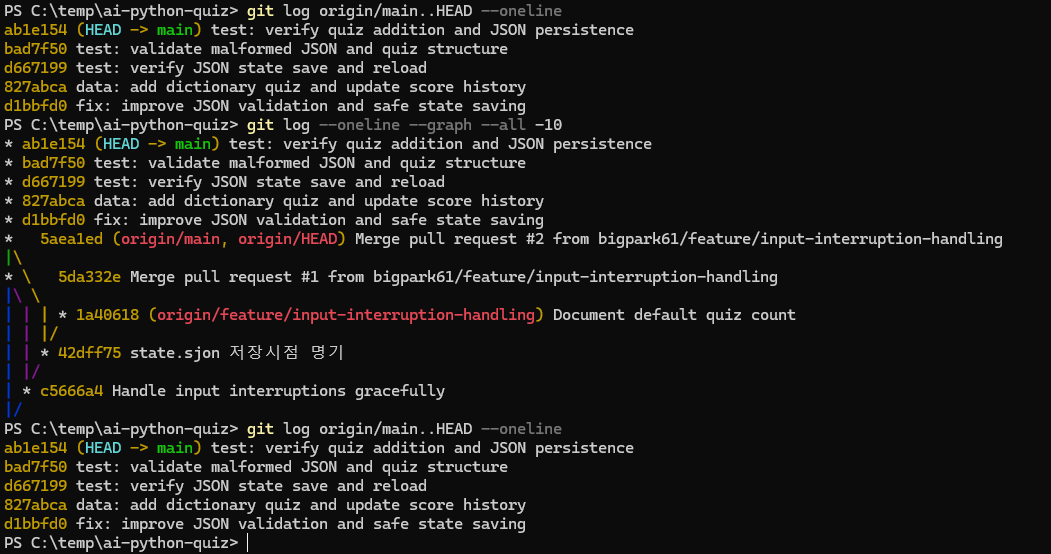 PS C:\temp\ai-python-quiz> git log origin/main..HEAD --oneline
ab1e154 (HEAD -> main) test: verify quiz addition and JSON persistence
bad7f50 test: validate malformed JSON and quiz structure
d667199 test: verify JSON state save and reload
827abca data: add dictionary quiz and update score history
d1bbfd0 fix: improve JSON validation and safe state saving
PS C:\temp\ai-python-quiz> git log --oneline --graph --all -10
* ab1e154 (HEAD -> main) test: verify quiz addition and JSON persistence
* bad7f50 test: validate malformed JSON and quiz structure
* d667199 test: verify JSON state save and reload
* 827abca data: add dictionary quiz and update score history
* d1bbfd0 fix: improve JSON validation and safe state saving
*   5aea1ed (origin/main, origin/HEAD) Merge pull request #2 from bigpark61/feature/input-interruption-handling
|\
* \   5da332e Merge pull request #1 from bigpark61/feature/input-interruption-handling
|\ \
| | | * 1a40618 (origin/feature/input-interruption-handling) Document default quiz count
| | |/
| | * 42dff75 state.sjon 저장시점 명기
| |/
| * c5666a4 Handle input interruptions gracefully
|/
PS C:\temp\ai-python-quiz> git log origin/main..HEAD --oneline
ab1e154 (HEAD -> main) test: verify quiz addition and JSON persistence
bad7f50 test: validate malformed JSON and quiz structure
d667199 test: verify JSON state save and reload
827abca data: add dictionary quiz and update score history
d1bbfd0 fix: improve JSON validation and safe state saving
PS C:\temp\ai-python-quiz>